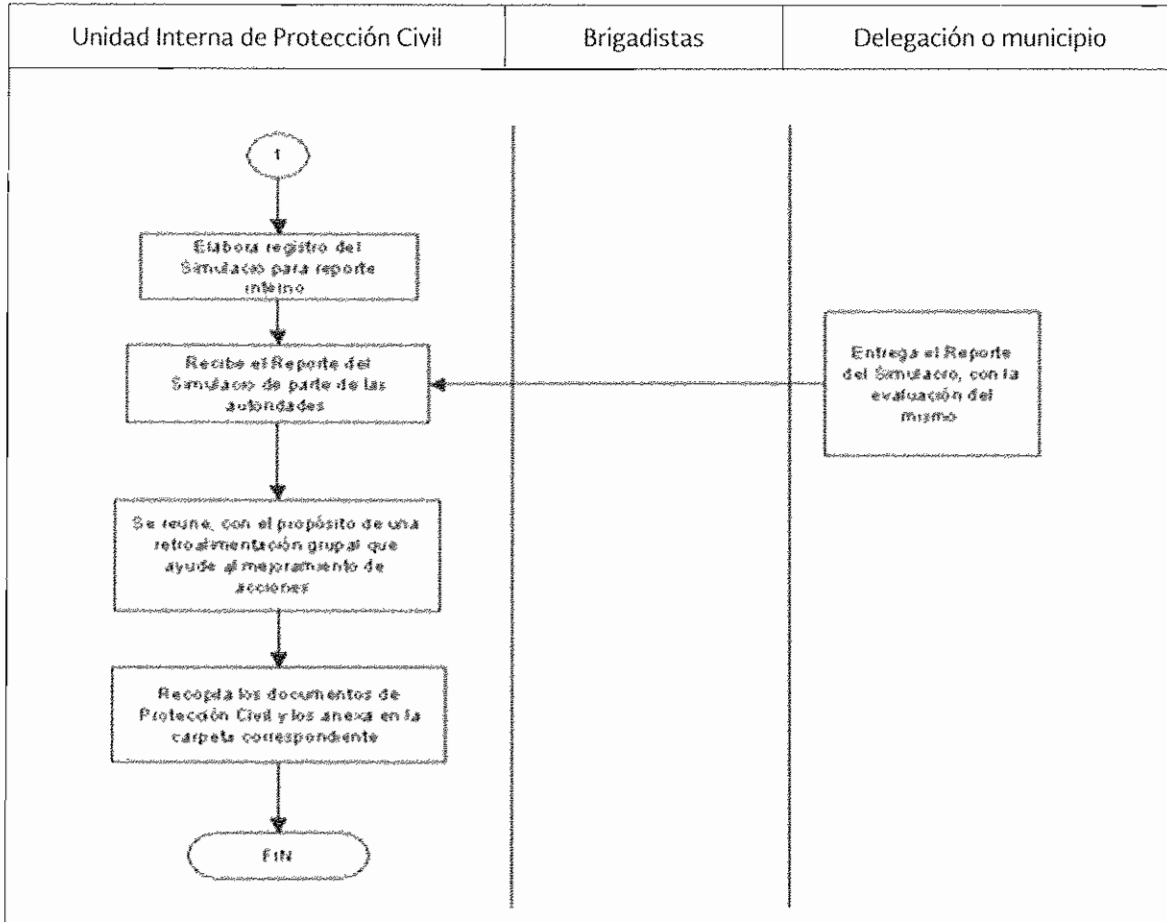 Unidad Interna de Protección Civil
Brigadistas
Delegación o municipio
1
Elabora registro del
Simulacro para reporte
interno
Recibe el Reporte del
Simulacro de parte de las
autoridades
Entrega el Reporte
del Simulacro, con la
evaluación del
mismo
Se reune, con el propósito de una
retroalimentación grupal que
ayude al mejoramiento de
acciones
Recopila los documentos de
Protección Civil y los anexa en la
carpeta correspondiente
FIN